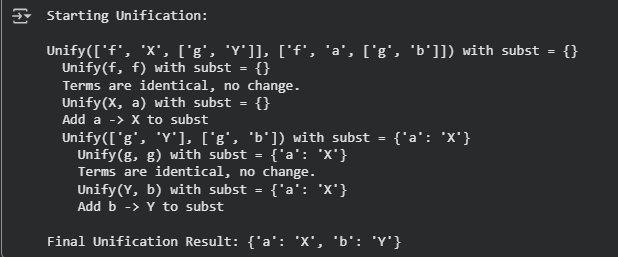 Starting Unification:
Unify(['f', 'X', ['g', 'Y']], ['f', 'a', ['g', 'b']]) with subst = {}
Unify(f, f) with subst = {}
Terms are identical, no change.
Unify(X, a) with subst = {}
Add a -> X to subst
Unify(['g', 'Y'], ['g', 'b']) with subst = {'a': 'X'}
Unify(g, g) with subst = {'a': 'X'}
Terms are identical, no change.
Unify(Y, b) with subst = {'a': 'X'}
Add b -> Y to subst
Final Unification Result: {'a': 'X', 'b': 'Y'}